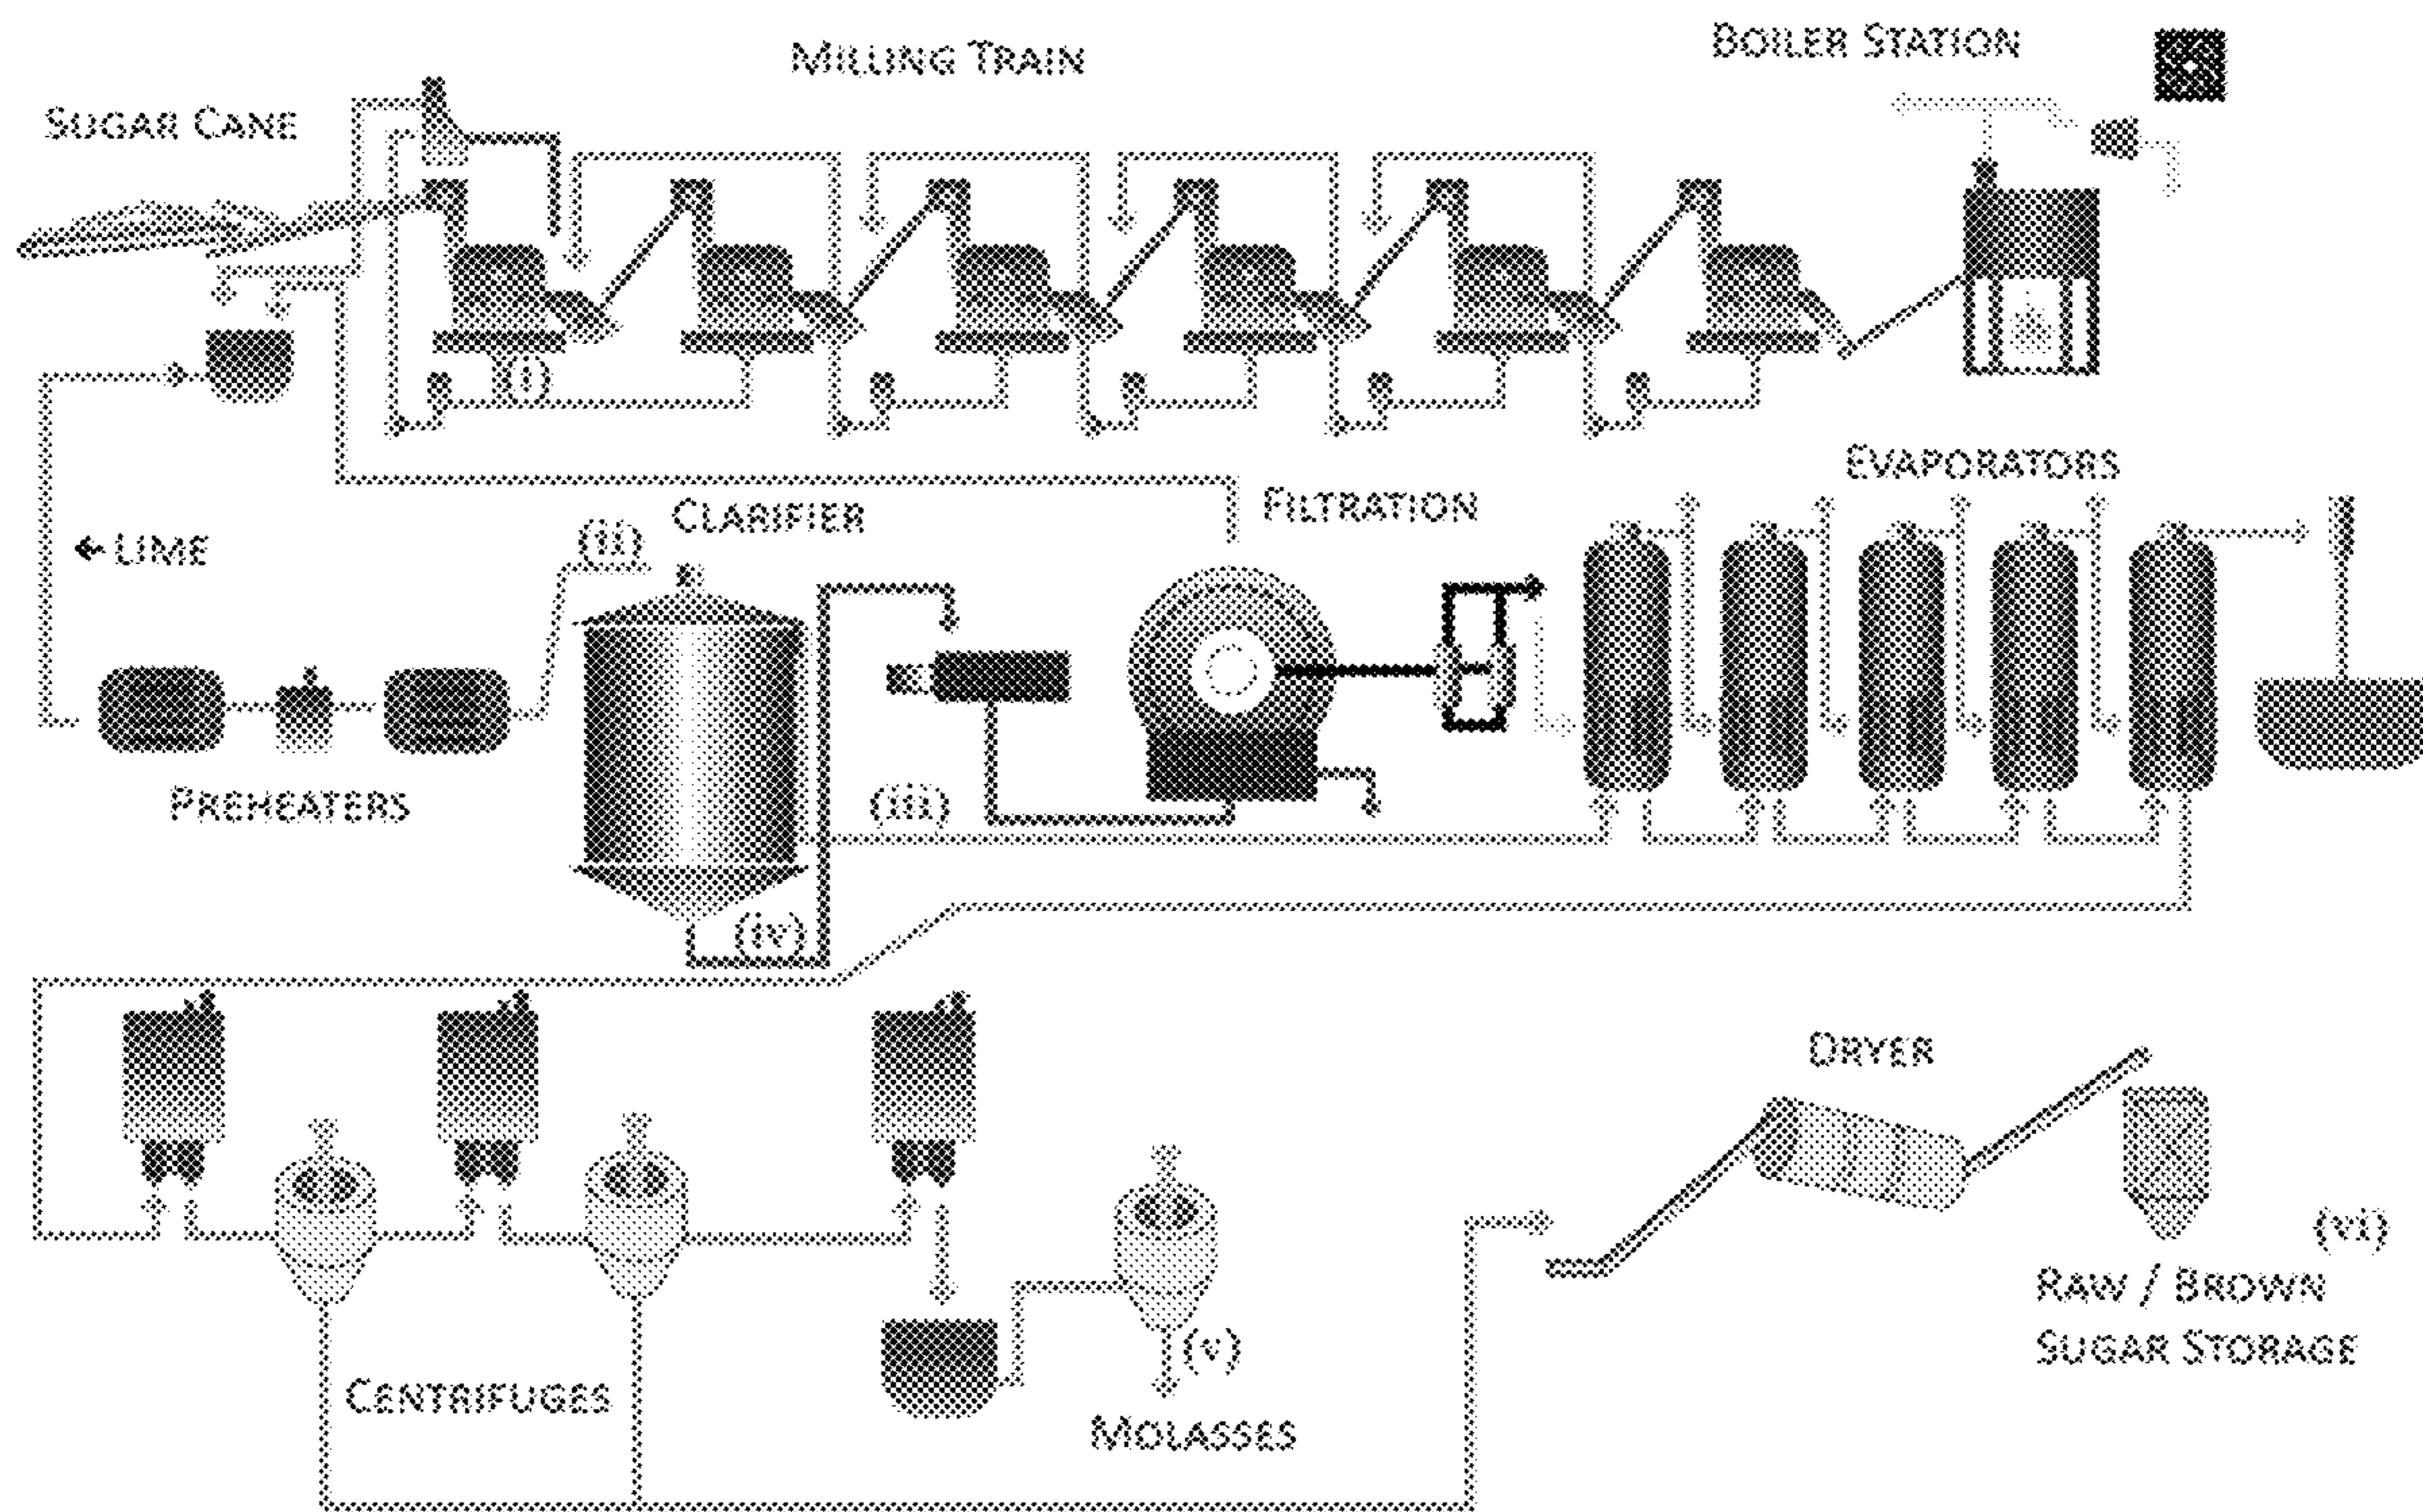 MILLING TRAIN
BOILER STATION
SUGAR CANE
(i)
EVAPORATORS
FILTRATION
CLARIFIER
(ii)
LIME
PREHEATERS
(iii)
(iv)
DRYER
(vi)
RAW / BROWN
SUGAR STORAGE
(v)
CENTRIFUGES
MOLASSES